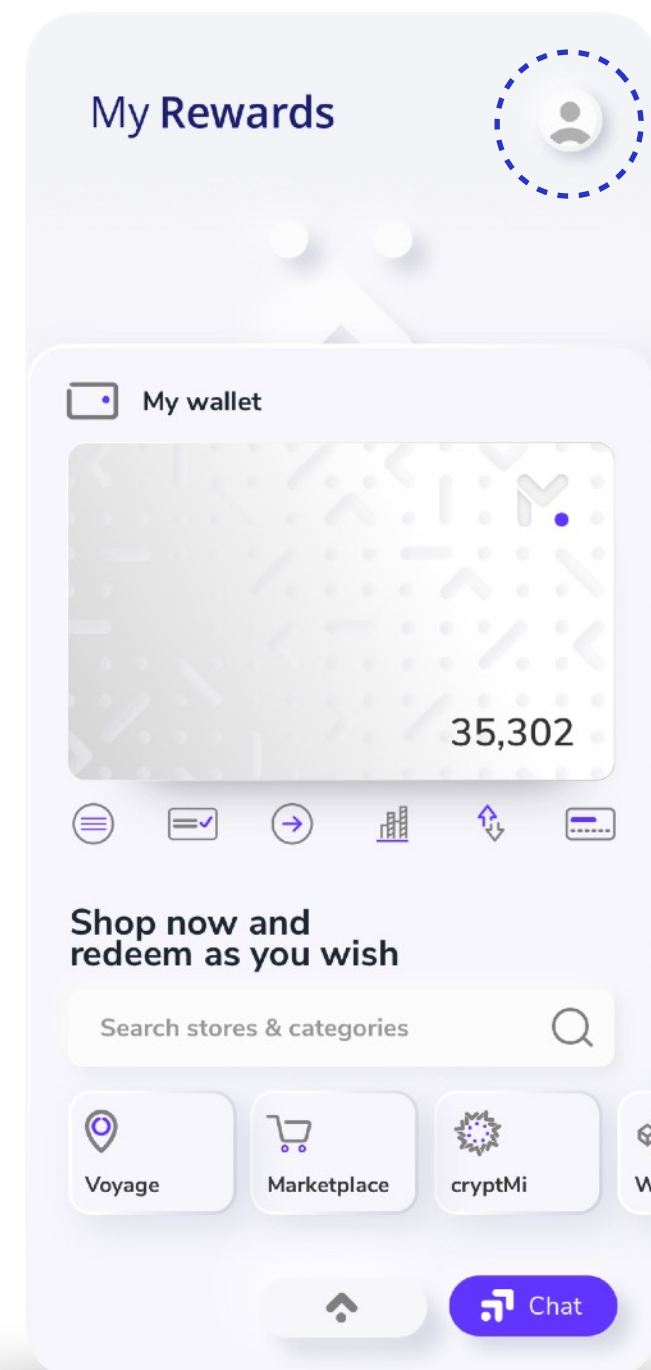 My Rewards
My wallet
35,302
Shop now and
redeem as you wish
Search stores & categories
Voyage
Marketplace
cryptMi
Chat